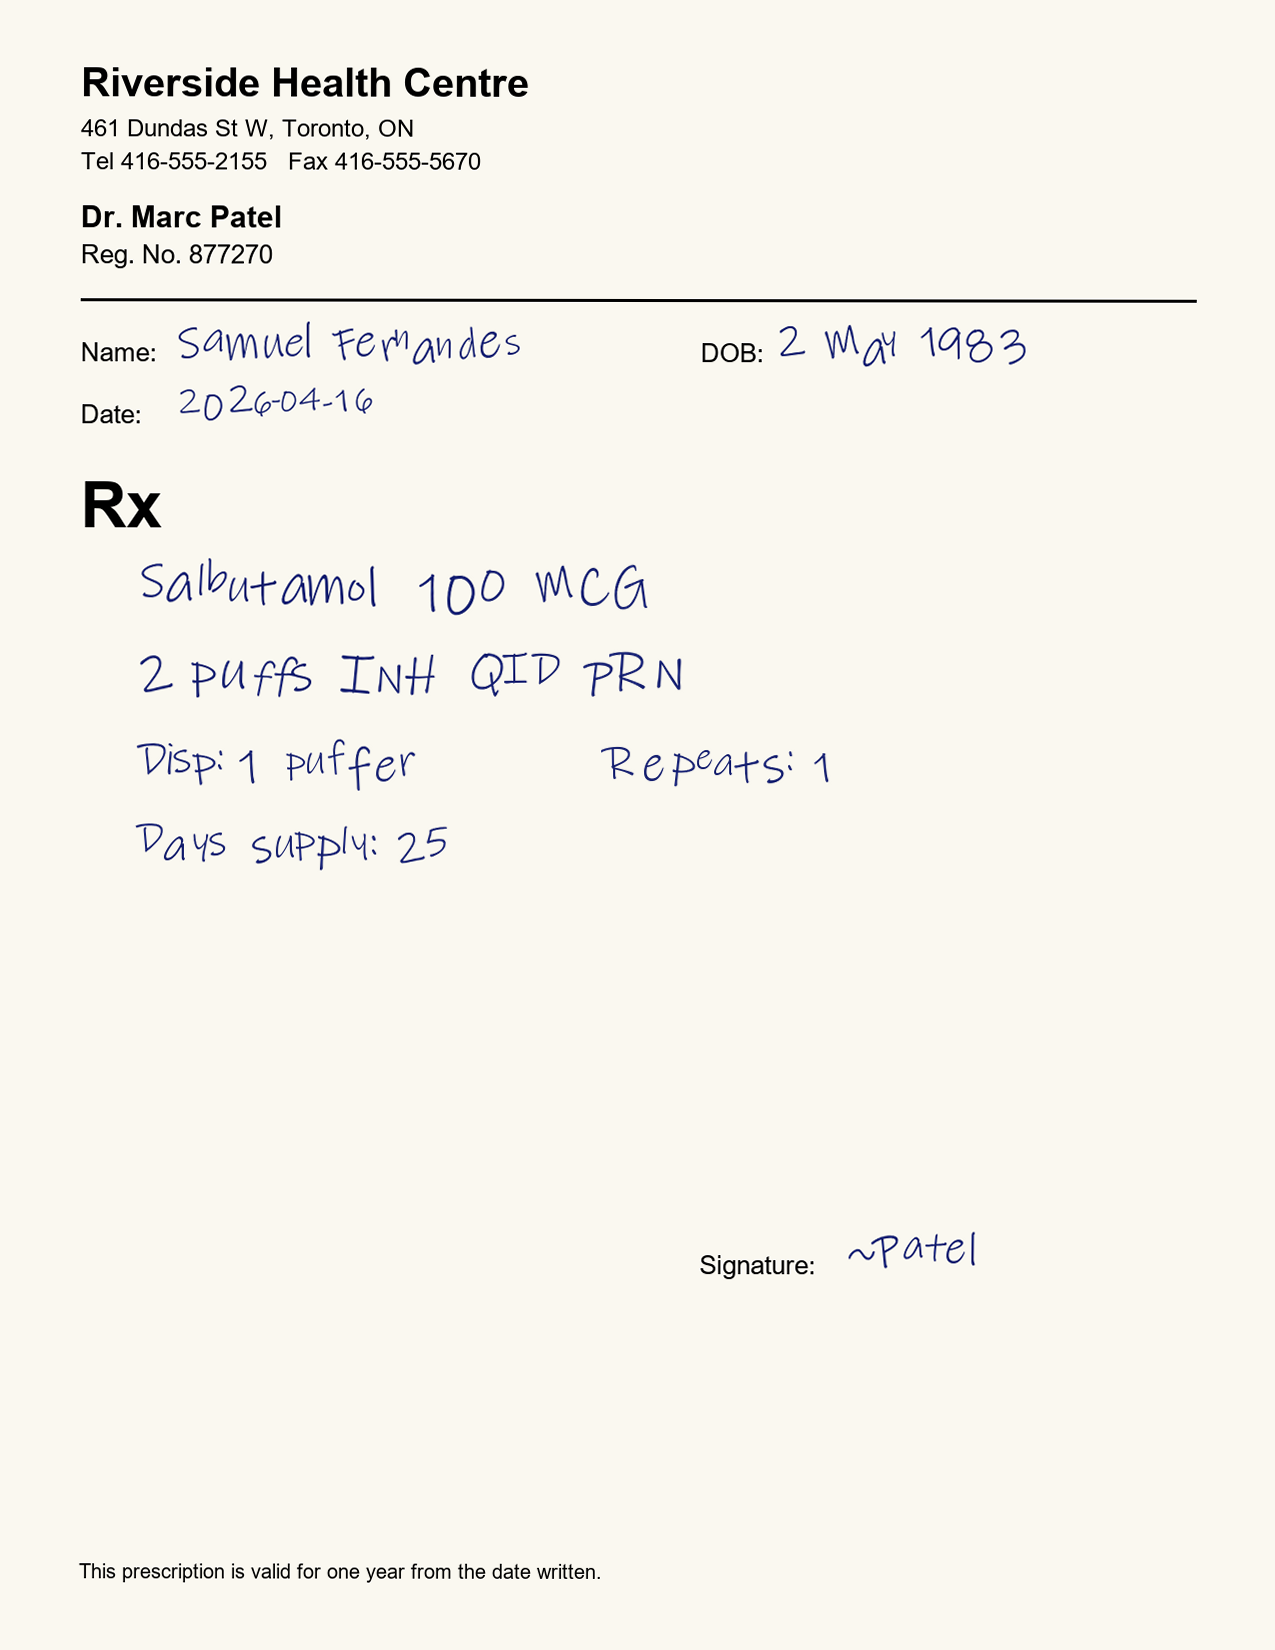 Riverside Health Centre
461 Dundas St W, Toronto, ON
Tel 416-555-2155 Fax 416-555-5670
Dr. Marc Patel
Reg. No. 877270
Name: Samuel Fernandes DOB: 2 May 1983
Date: 2026-04-16
Rx
Salbutamol 100 MCG
2 puffs INH QID PRN
Disp: 1 puffer Repeats: 1
Days supply: 25
Signature: ~Patel
This prescription is valid for one year from the date written.